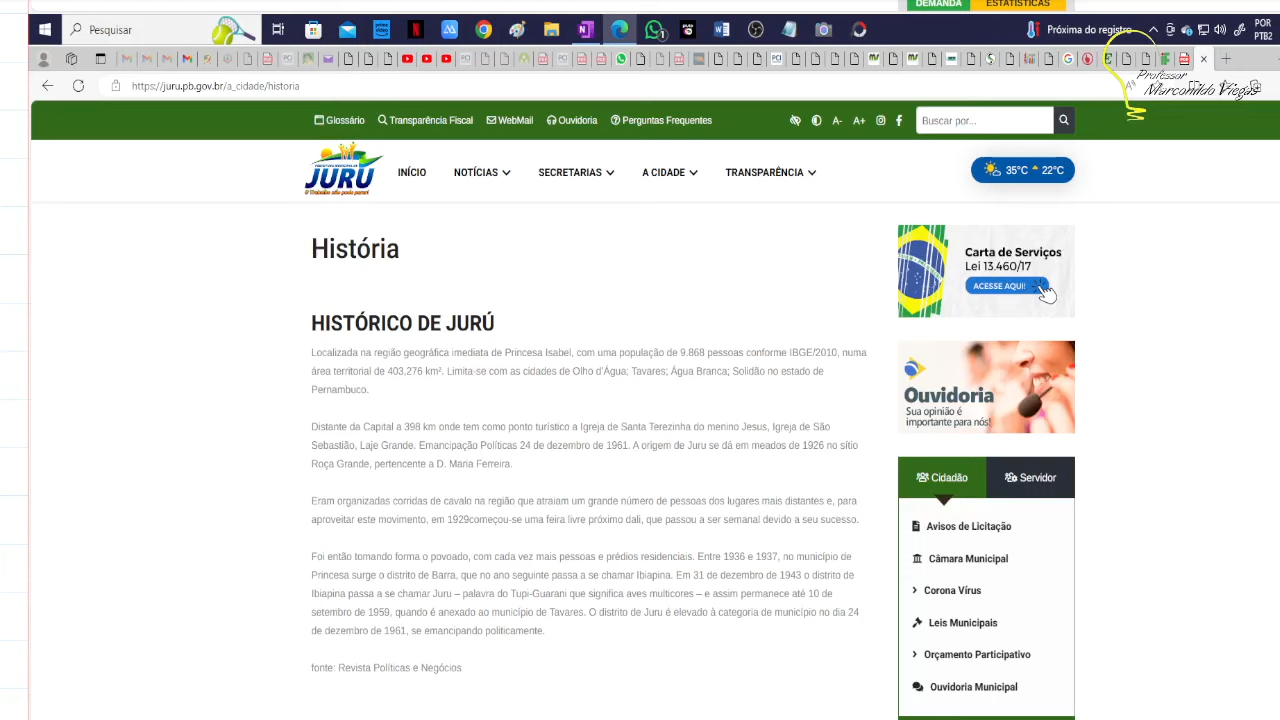 DEMANDA
ESTATÍSTICAS
Pesquisar
Próxima do registro
POR
PTB2
https://juru.pb.gov.br/a_cidade/historia
Professor
Marconildo Viegas
Glossário
Transparência Fiscal
WebMail
Ouvidoria
Perguntas Frequentes
A-
A+
Buscar por...
JURU
O Trabalho não pode parar!
INÍCIO
NOTÍCIAS
SECRETARIAS
A CIDADE
TRANSPARÊNCIA
35°C
22°C
História
HISTÓRICO DE JURÚ
Localizada na região geográfica imediata de Princesa Isabel, com uma população de 9.868 pessoas conforme IBGE/2010, numa
área territorial de 403,276 km². Limita-se com as cidades de Olho d'Água; Tavares; Água Branca; Solidão no estado de
Pernambuco.
Distante da Capital a 398 km onde tem como ponto turístico a Igreja de Santa Terezinha do menino Jesus, Igreja de São
Sebastião, Laje Grande. Emancipação Políticas 24 de dezembro de 1961. A origem de Juru se dá em meados de 1926 no sítio
Roça Grande, pertencente a D. Maria Ferreira.
Eram organizadas corridas de cavalo na região que atraiam um grande número de pessoas dos lugares mais distantes e, para
aproveitar este movimento, em 1929começou-se uma feira livre próximo dali, que passou a ser semanal devido a seu sucesso.
Foi então tomando forma o povoado, com cada vez mais pessoas e prédios residenciais. Entre 1936 e 1937, no município de
Princesa surge o distrito de Barra, que no ano seguinte passa a se chamar Ibiapina. Em 31 de dezembro de 1943 o distrito de
Ibiapina passa a se chamar Juru – palavra do Tupi-Guarani que significa aves multicores – e assim permanece até 10 de
setembro de 1959, quando é anexado ao município de Tavares. O distrito de Juru é elevado à categoria de município no dia 24
de dezembro de 1961, se emancipando politicamente.
fonte: Revista Políticas e Negócios
Carta de Serviços
Lei 13.460/17
ACESSE AQUI!
Ouvidoria
Sua opinião é
importante para nós!
Cidadão
Servidor
Avisos de Licitação
Câmara Municipal
Corona Vírus
Leis Municipais
Orçamento Participativo
Ouvidoria Municipal